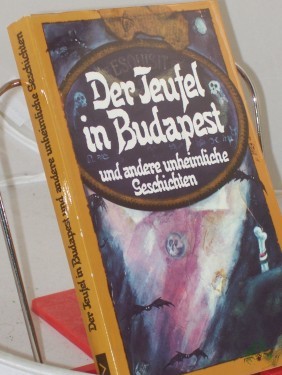 Der Teufel
in Budapest
und andere unheimliche
Geschichten
Der Teufel in Budapest und andere unheimliche Geschichten